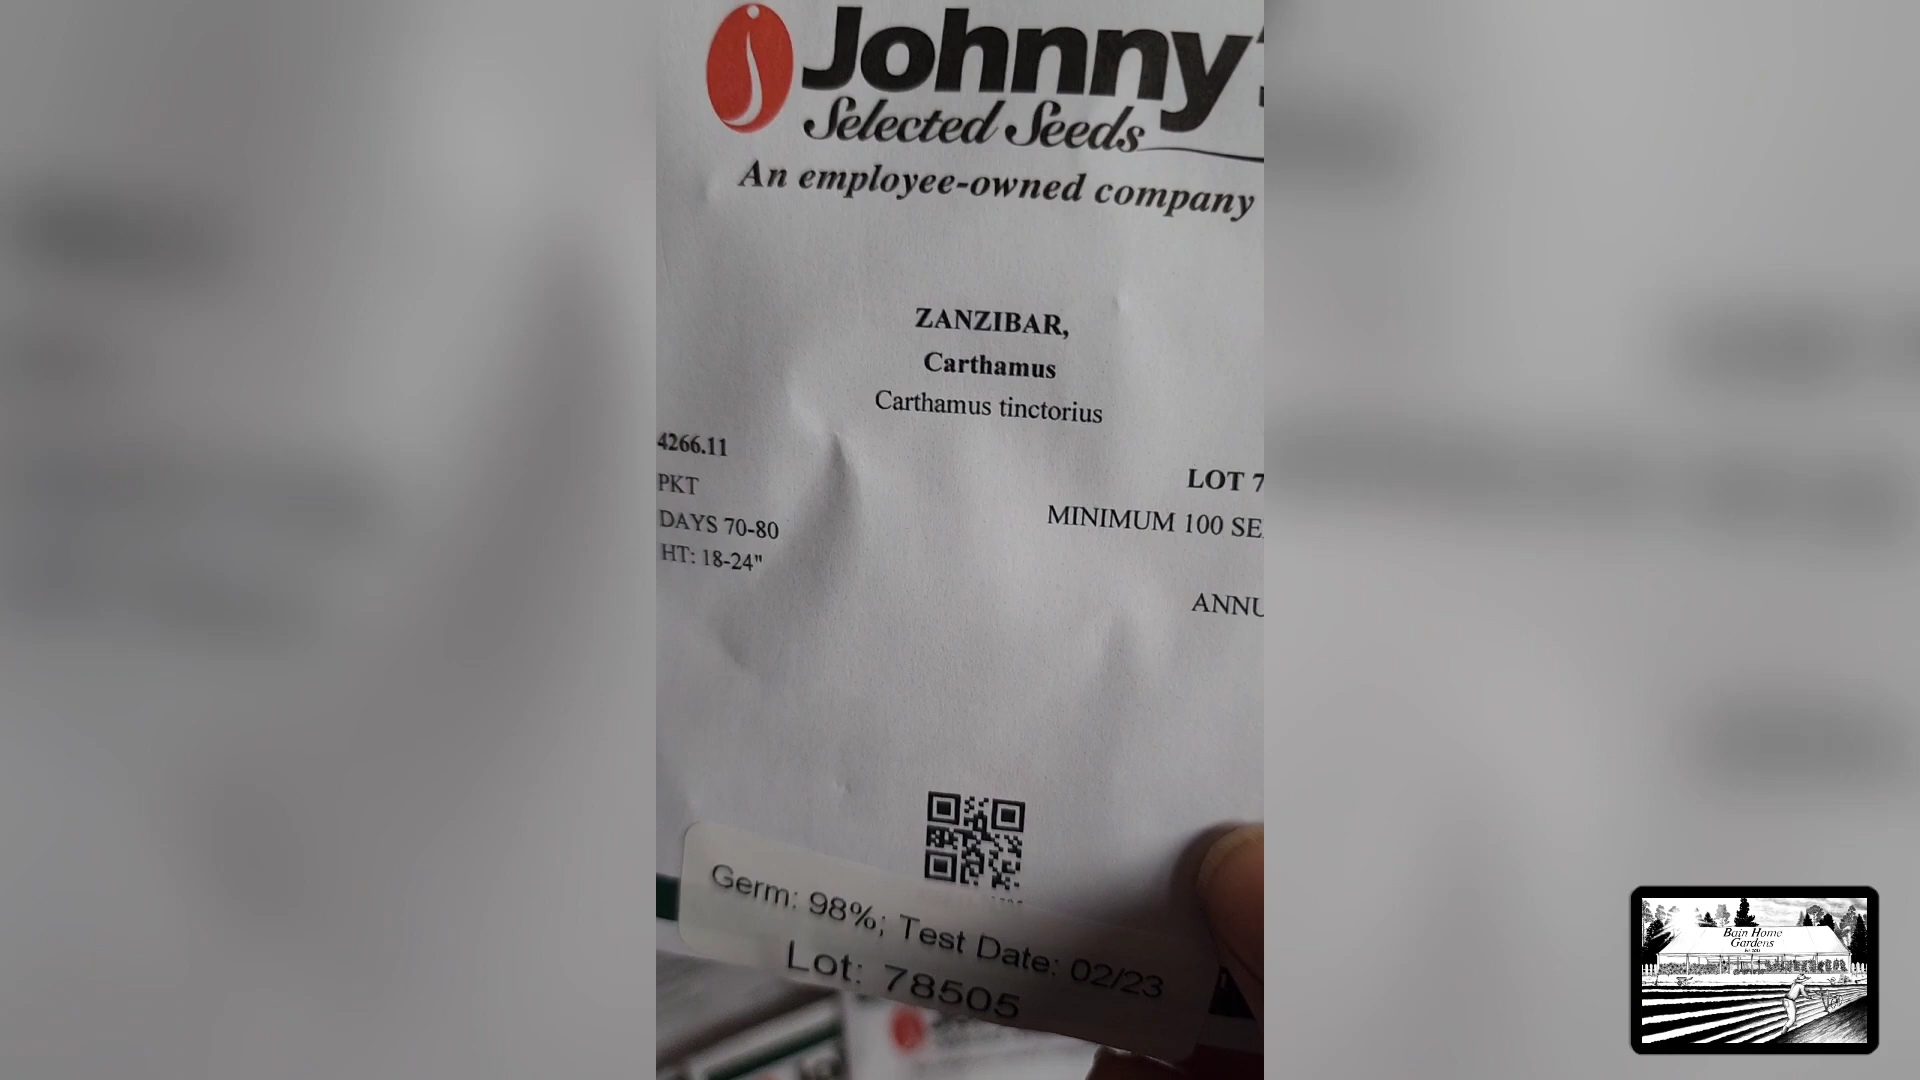 Johnny's
Selected Seeds
An employee-owned company
ZANZIBAR,
Carthamus
Carthamus tinctorius
4266.11
PKT
DAYS 70-80
HT: 18-24"
LOT 7
MINIMUM 100 SE
ANNU
Germ: 98%; Test Date: 02/23
Lot: 78505
Bain Home
Gardens